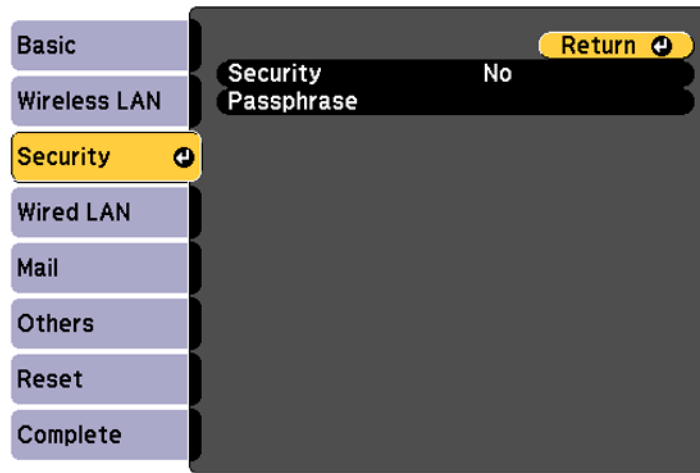 Basic
Wireless LAN
Security
Wired LAN
Mail
Others
Reset
Complete
Return
Security No
Passphrase